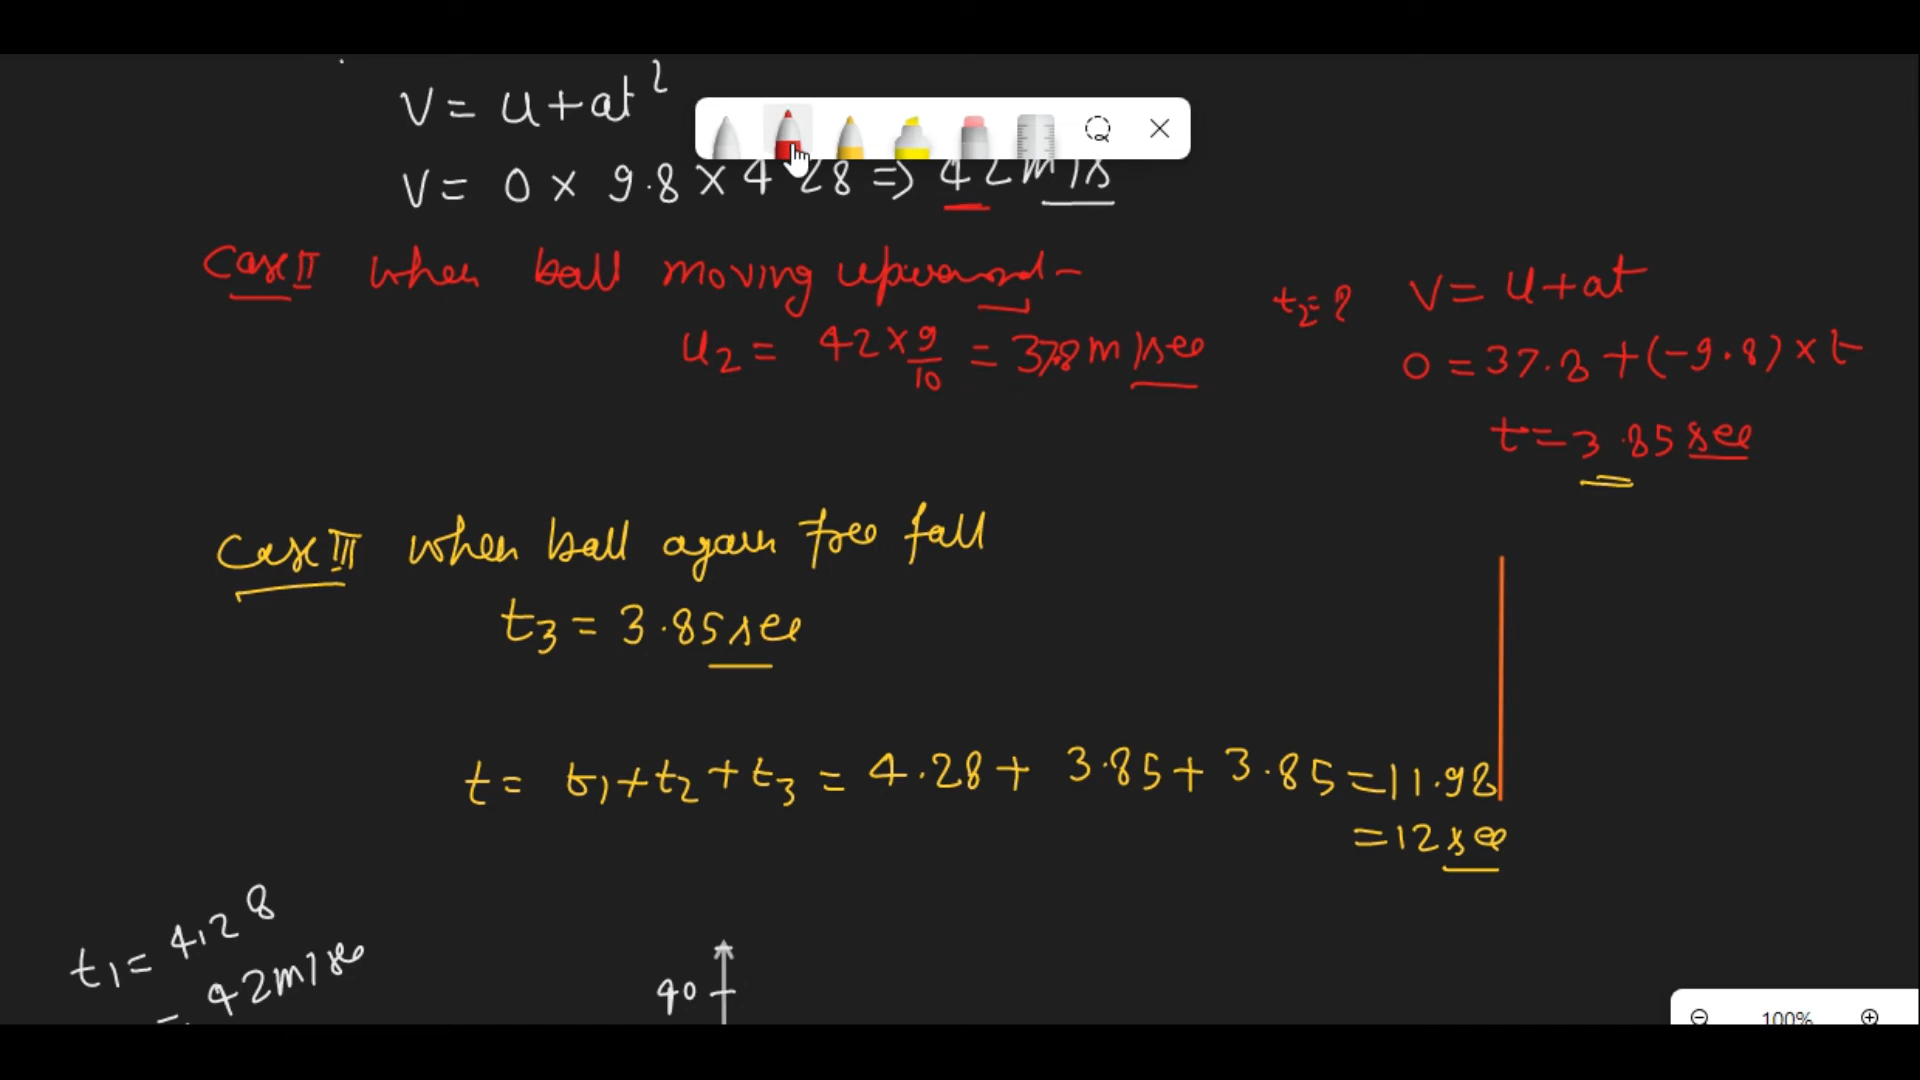 V = u + at²
V = 0 × 9.8 × 4.28 ⇒ 42 m/s
Case II when ball moving upward -
u₂ = 42 × 9/10 = 37.8 m/sec
t₂ = ? V = u + at
0 = 37.8 + (-9.8) × t
t = 3.85 sec
Case III when ball again free fall
t₃ = 3.85 sec
t = t₁ + t₂ + t₃ = 4.28 + 3.85 + 3.85 = 11.98
= 12 sec
t₁ = 4.28
= 42 m/sec
90
100%